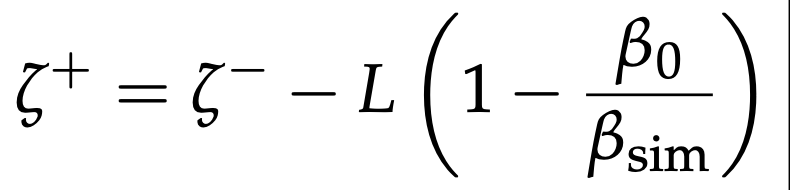 ζ⁺ = ζ⁻ − L (1 − β₀/β_sim)